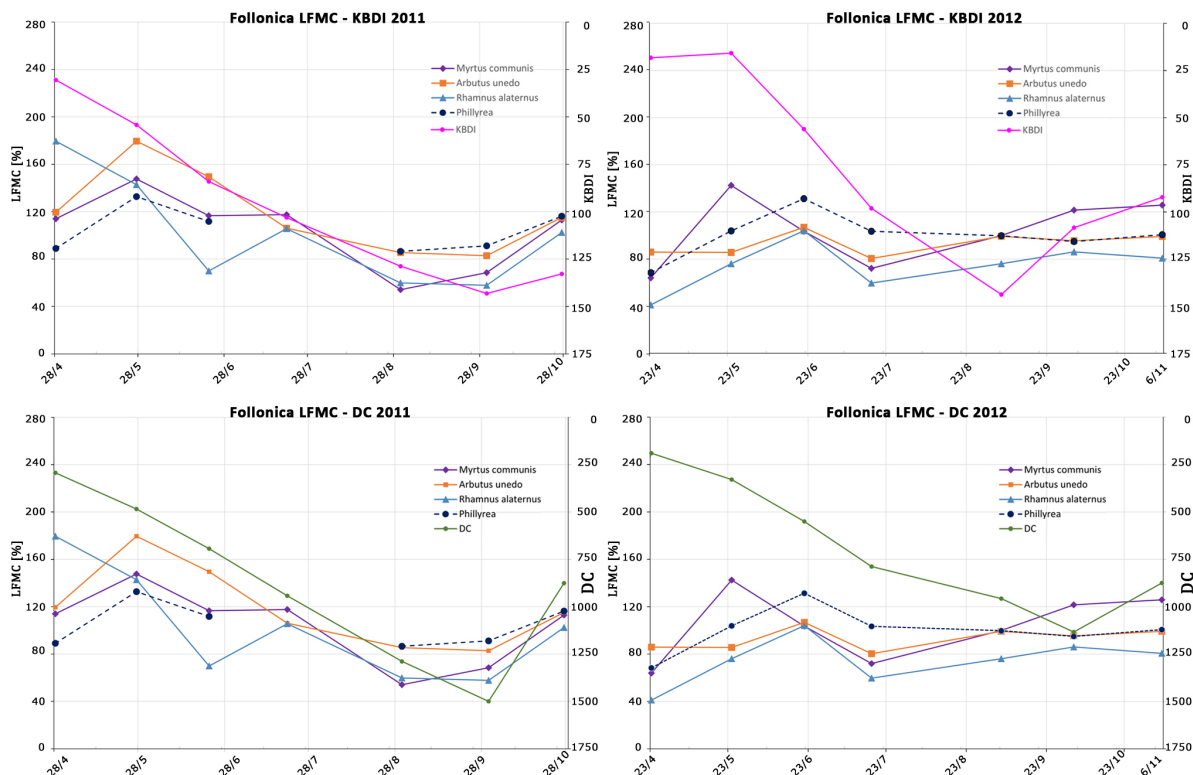 Follonica LFMC - KBDI 2011
280
240
200
160
120
80
40
0
LFMC [%]
0
25
50
75
100
125
150
175
KBDI
Myrtus communis
Arbutus unedo
Rhamnus alaternus
Phillyrea
KBDI
28/4
28/5
28/6
28/7
28/8
28/9
28/10
Follonica LFMC - KBDI 2012
280
240
200
160
120
80
40
0
LFMC [%]
0
25
50
75
100
125
150
175
KBDI
Myrtus communis
Arbutus unedo
Rhamnus alaternus
Phillyrea
KBDI
23/4
23/5
23/6
23/7
23/8
23/9
23/10
6/11
Follonica LFMC - DC 2011
280
240
200
160
120
80
40
0
LFMC [%]
0
250
500
750
1000
1250
1500
1750
DC
Myrtus communis
Arbutus unedo
Rhamnus alaternus
Phillyrea
DC
28/4
28/5
28/6
28/7
28/8
28/9
28/10
Follonica LFMC - DC 2012
280
240
200
160
120
80
40
0
LFMC [%]
0
250
500
750
1000
1250
1500
1750
DC
Myrtus communis
Arbutus unedo
Rhamnus alaternus
Phillyrea
DC
23/4
23/5
23/6
23/7
23/8
23/9
23/10
6/11